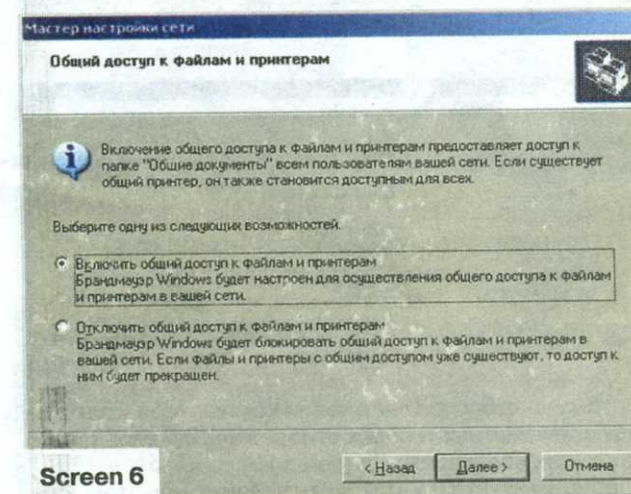 Мастер настройки сети
Общий доступ к файлам и принтерам
Включение общего доступа к файлам и принтерам предоставляет доступ к
папке "Общие документы" всем пользователям вашей сети. Если существует
общий принтер, он также становится доступным для всех.
Выберите одну из следующих возможностей.
Включить общий доступ к файлам и принтерам
Брандмауэр Windows будет настроен для осуществления общего доступа к файлам
и принтерам в вашей сети.
Отключить общий доступ к файлам и принтерам
Брандмауэр Windows будет блокировать общий доступ к файлам и принтерам в
вашей сети. Если файлы и принтеры с общим доступом уже существуют, то доступ к
ним будет прекращен.
< Назад Далее > Отмена
Screen 6